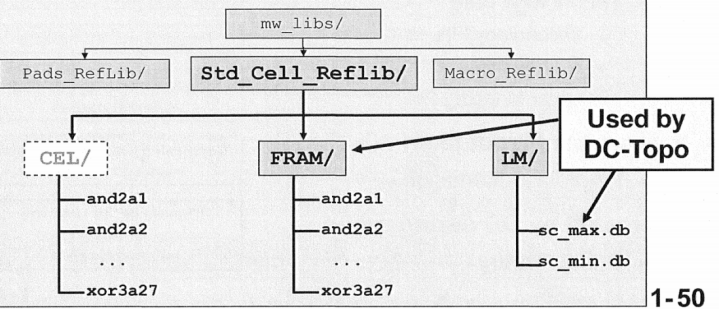 mw_libs/
Pads_RefLib/
Std_Cell_Reflib/
Macro_Reflib/
Used by
DC-Topo
CEL/
FRAM/
LM/
and2a1
and2a1
and2a2
and2a2
sc_max.db
...
...
sc_min.db
xor3a27
xor3a27
1-50